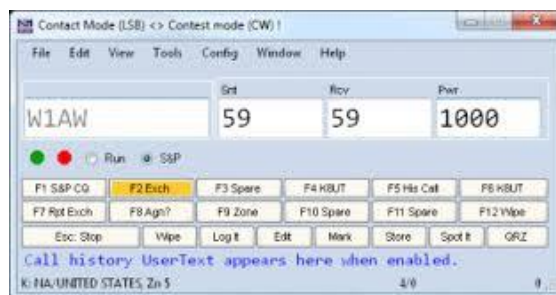 Contact Mode (LSB) <> Contest mode (CW) !
File Edit View Tools Config Window Help
Snt Rcv Pwr
W1AW 59 59 1000
Run S&P
F1 S&P CQ F2 Exch F3 Spare F4 K8UT F5 His Call F6 K8UT
F7 Rpt Exch F8 Agn? F9 Zone F10 Spare F11 Spare F12 Wipe
Esc: Stop Wipe Log It Edit Mark Store Spot It QRZ
Call history UserText appears here when enabled.
K: NA/UNITED STATES, Zn 5 4/0 0